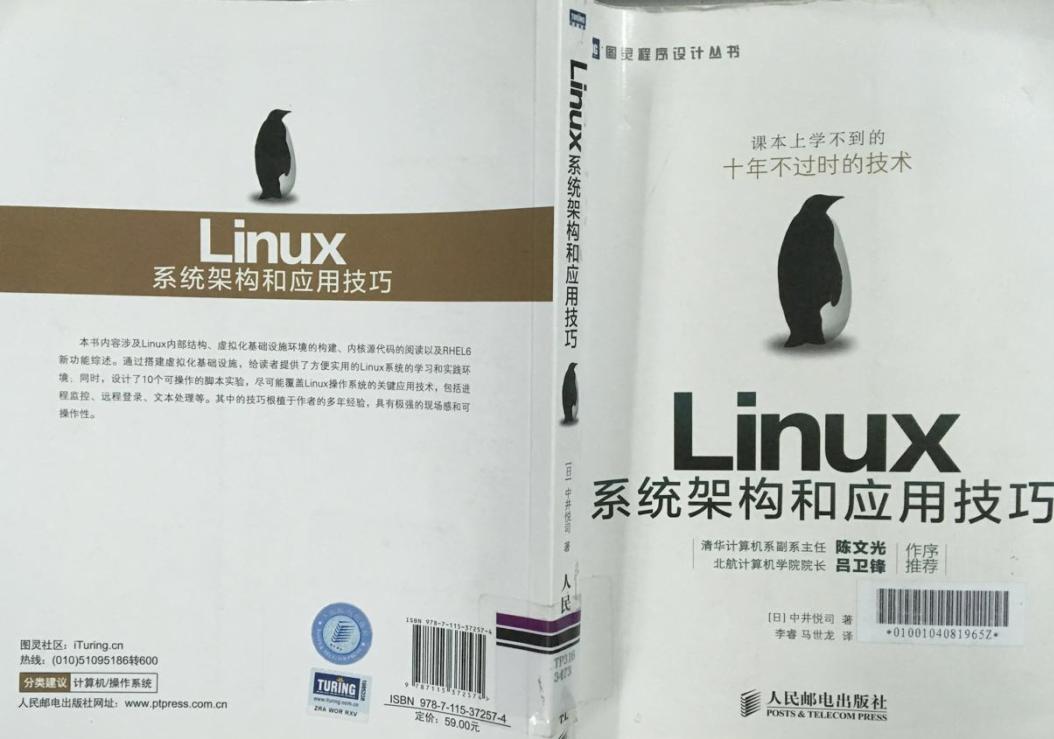 Linux
系统架构和应用技巧
本书内容涉及Linux内部结构、虚拟化基础设施环境的构建、内核源代码的阅读以及RHEL6
新功能综述。通过搭建虚拟化基础设施，给读者提供了方便实用的Linux系统的学习和实践环
境；同时，设计了10个可操作的脚本实验，尽可能覆盖Linux操作系统的关键应用技术，包括进
程监控、远程登录、文本处理等。其中的技巧根植于作者的多年经验，具有极强的现场感和可
操作性。
图灵社区：iTuring.cn
热线：(010)51095186转600
分类建议 计算机/操作系统
人民邮电出版社网址：www.ptpress.com.cn
TURING
www.turing.com.cn
ZRA WOR RXV
ISBN 978-7-115-37257-4
9787115372574
ISBN 978-7-115-37257-4
定价：59.00元
Linux系统架构和应用技巧
[日] 中井悦司 著
人民
TP316
图灵程序设计丛书
课本上学不到的
十年不过时的技术
Linux
系统架构和应用技巧
清华计算机系副系主任 陈文光
北航计算机学院院长 吕卫锋
作序
推荐
[日] 中井悦司 著
李睿 马世龙 译
*0100104081965Z*
人民邮电出版社
POSTS & TELECOM PRESS